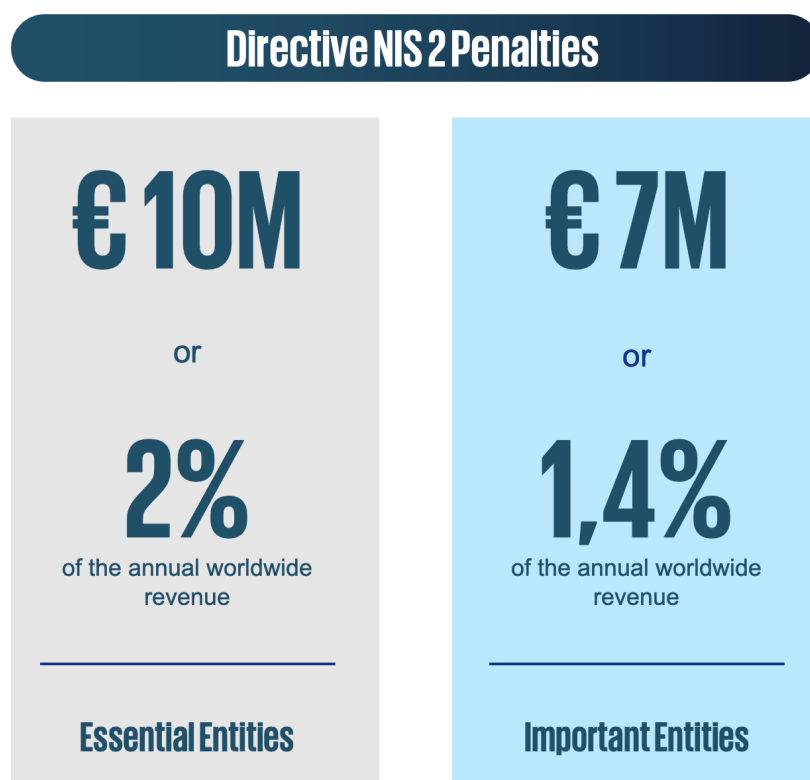 Directive NIS 2 Penalties
€ 10M
or
2%
of the annual worldwide
revenue
Essential Entities
€ 7M
or
1,4%
of the annual worldwide
revenue
Important Entities